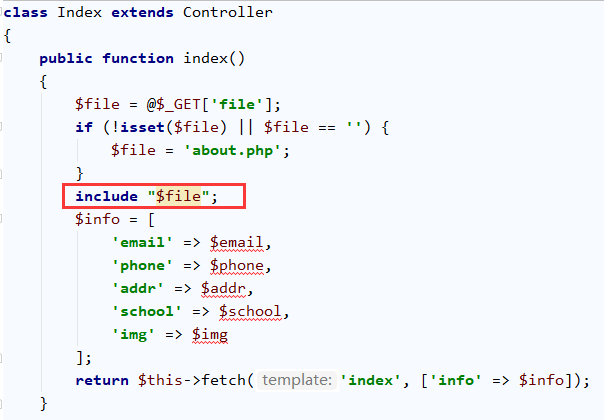 class Index extends Controller
{
    public function index()
    {
        $file = @$_GET['file'];
        if (!isset($file) || $file == '') {
            $file = 'about.php';
        }
        include "$file";
        $info = [
            'email' => $email,
            'phone' => $phone,
            'addr' => $addr,
            'school' => $school,
            'img' => $img
        ];
        return $this->fetch( template: 'index', ['info' => $info]);
    }